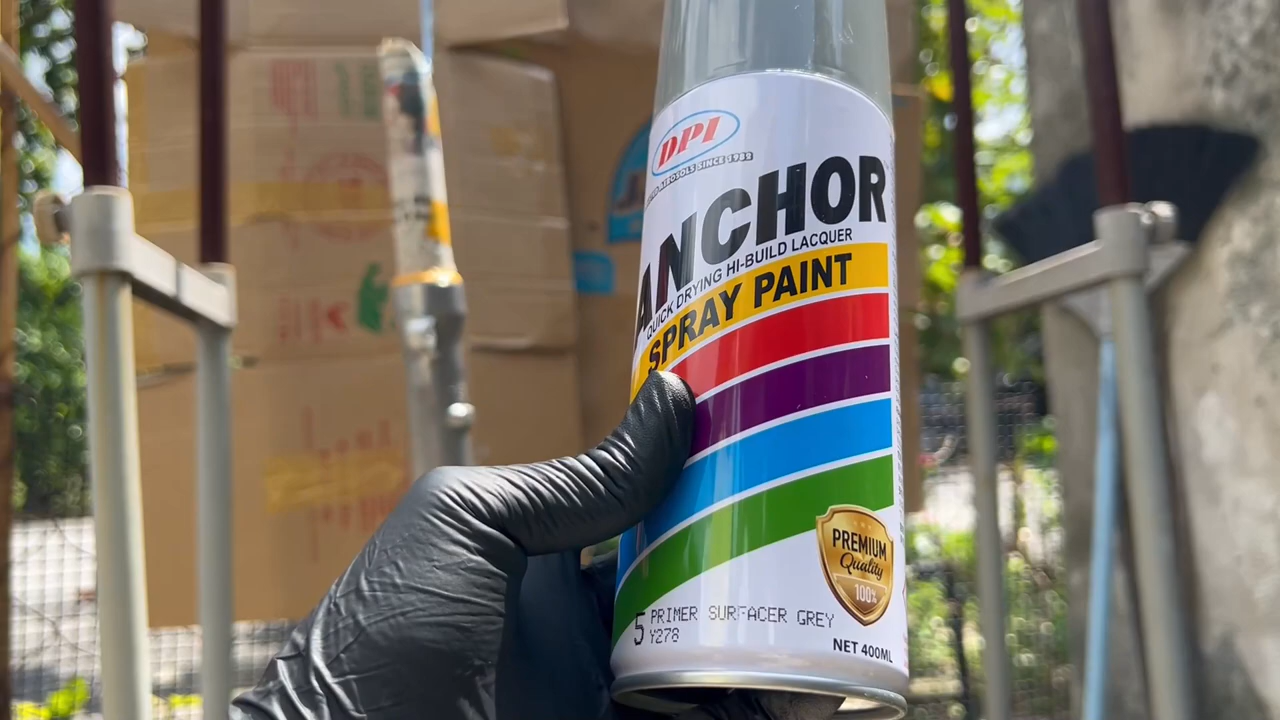 DPI
AEROSOLS SINCE 1982
ANCHOR
QUICK DRYING HI-BUILD LACQUER
SPRAY PAINT
PREMIUM
Quality
100%
5 PRIMER SURFACER GREY
Y278
NET 400ML